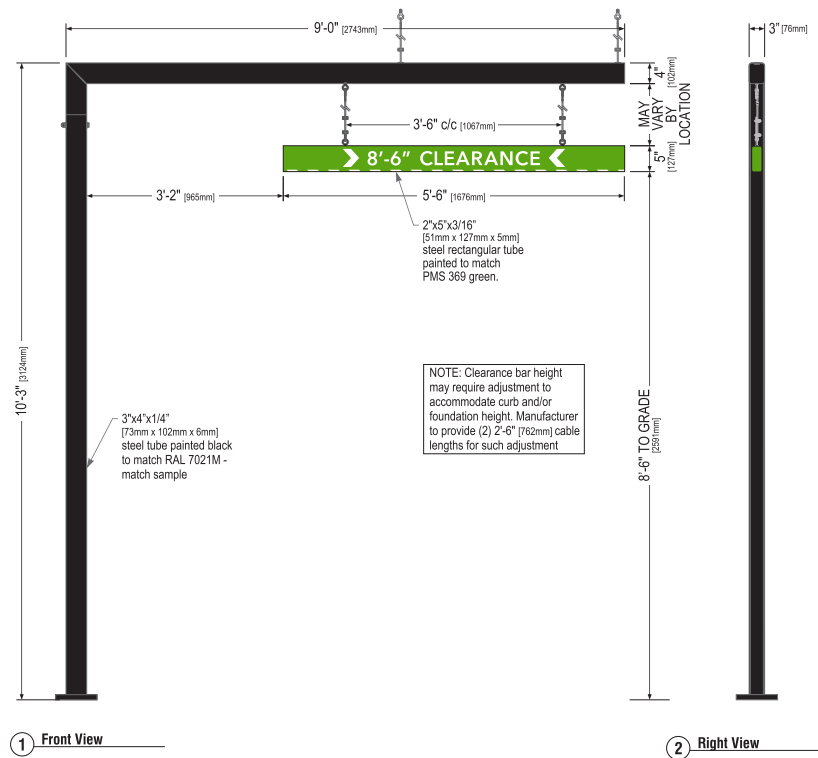 9'-0" [2743mm]
3" [76mm]
4"
[102mm]
MAY
VARY
BY
LOCATION
5"
[127mm]
3'-6" c/c [1067mm]
8'-6" CLEARANCE
3'-2" [965mm]
5'-6" [1676mm]
2"x5"x3/16"
[51mm x 127mm x 5mm]
steel rectangular tube
painted to match
PMS 369 green.
10'-3" [3124mm]
NOTE: Clearance bar height
may require adjustment to
accommodate curb and/or
foundation height. Manufacturer
to provide (2) 2'-6" [762mm] cable
lengths for such adjustment
8'-6" TO GRADE
[2591mm]
3"x4"x1/4"
[73mm x 102mm x 6mm]
steel tube painted black
to match RAL 7021M -
match sample
1 Front View
2 Right View